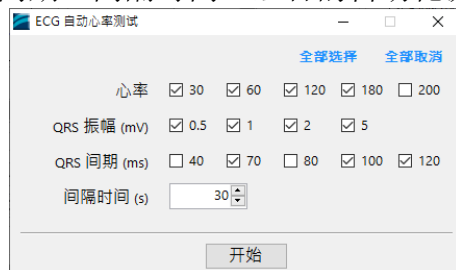 ECG 自动心率测试
全部选择 全部取消
心率 30 60 120 180 200
QRS 振幅 (mV) 0.5 1 2 5
QRS 间期 (ms) 40 70 80 100 120
间隔时间 (s) 30
开始